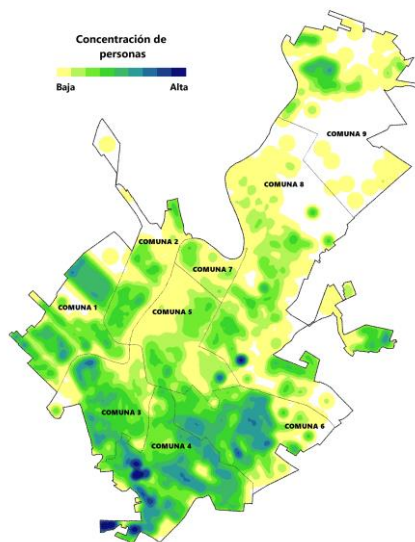 Concentración de
personas
Baja
Alta
COMUNA 9
COMUNA 8
COMUNA 2
COMUNA 7
COMUNA 1
COMUNA 5
COMUNA 3
COMUNA 6
COMUNA 4